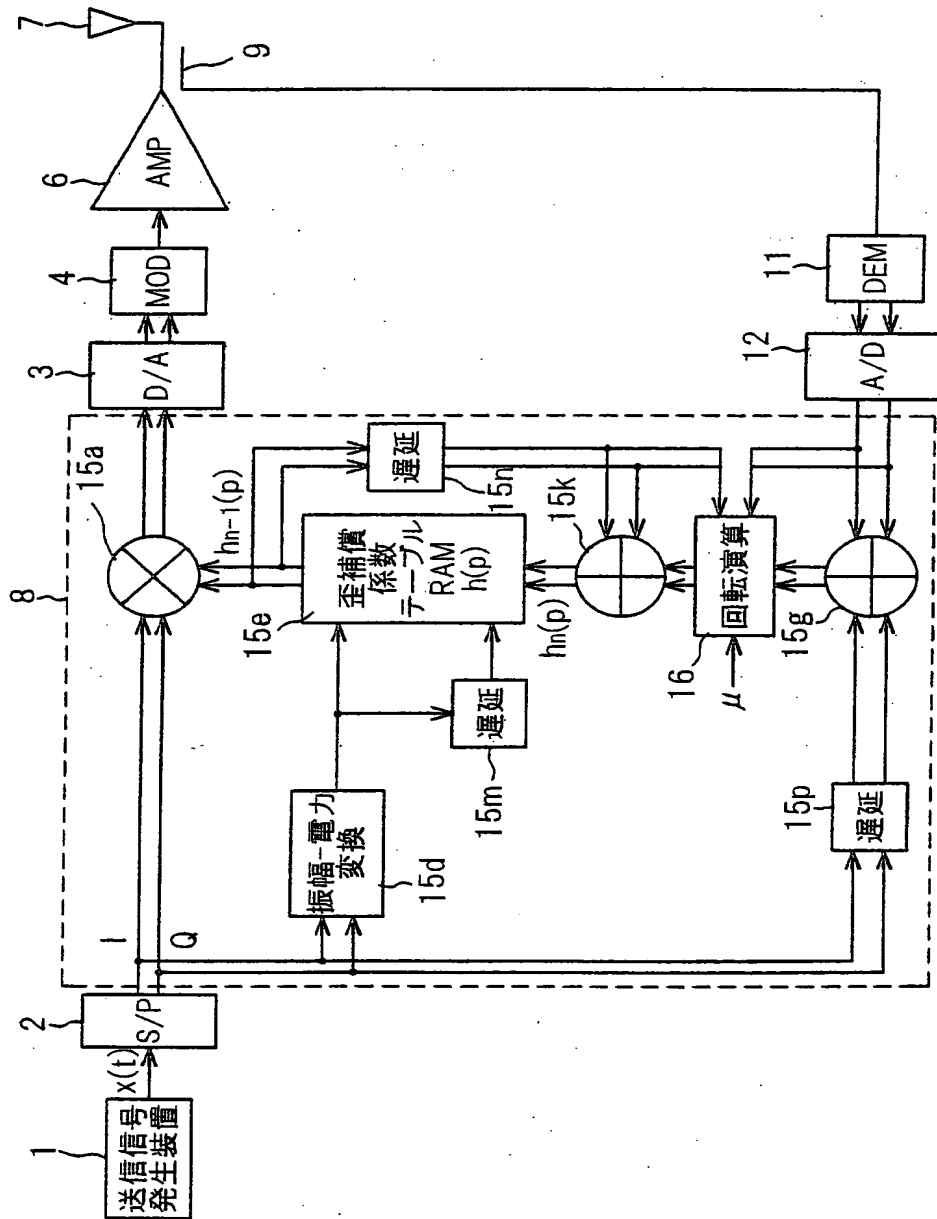 1
送信信号
発生装置
x(t)
2
S/P
I
Q
8
15a
3
D/A
4
MOD
6
AMP
7
9
hn-1(p)
遅延
15n
15e
歪補償
係数
テーブル
RAM
h(p)
振幅-電力
変換
15d
遅延
15m
hn(p)
15k
16
回転演算
μ
15g
15p
遅延
12
A/D
11
DEM